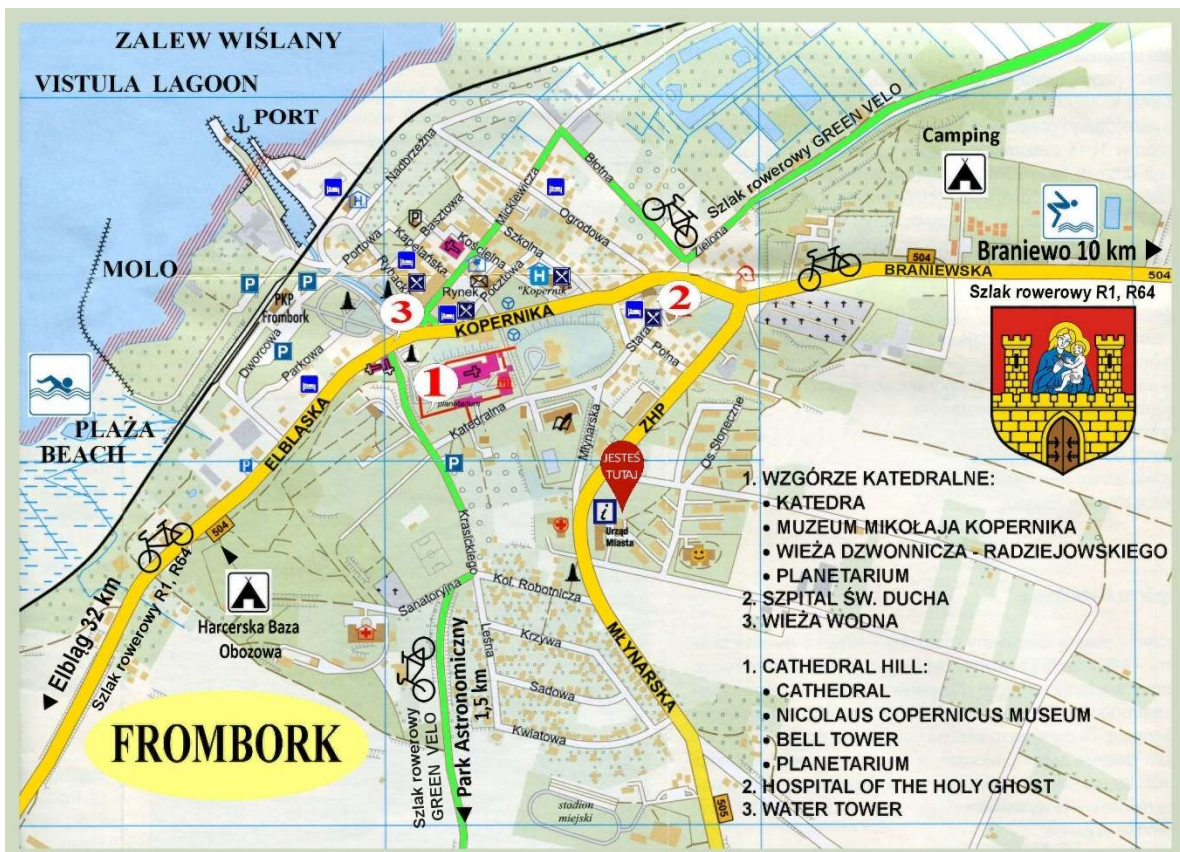 ZALEW WIŚLANY
VISTULA LAGOON
PORT
MOLO
PLAŻA
BEACH
Nadbrzeżna
Portowa
Basztowa
Kapelańska
Rybacka
Kościelna
Mickiewicza
Szkolna
Ogrodowa
Błotna
Pocztowa
Rynek
"Kopernik"
H
H
P
P
P
P
P
P
PKP
Frombork
Dworcowa
Parkowa
Szlak rowerowy GREEN VELO
Zielona
Camping
Braniewo 10 km
504
BRANIEWSKA
504
Szlak rowerowy R1, R64
KOPERNIKA
3
2
1
planetarium
Stara
Polna
Katedralna
Młynarska
ZHP
Os. Słoneczne
ELBLĄSKA
JESTEŚ
TUTAJ
i
Urząd
Miasta
504
Szlak rowerowy R1, R64
Elbląg 32 km
Harcerska Baza
Obozowa
Krasickiego
Sanatoryjna
Kol. Robotnicza
Leśna
Krzywa
Sadowa
Kwiatowa
MŁYNARSKA
505
stadion
miejski
Szlak rowerowy
GREEN VELO
Park Astronomiczny
1,5 km
FROMBORK
1. WZGÓRZE KATEDRALNE:
• KATEDRA
• MUZEUM MIKOŁAJA KOPERNIKA
• WIEŻA DZWONNICZA - RADZIEJOWSKIEGO
• PLANETARIUM
2. SZPITAL ŚW. DUCHA
3. WIEŻA WODNA
1. CATHEDRAL HILL:
• CATHEDRAL
• NICOLAUS COPERNICUS MUSEUM
• BELL TOWER
• PLANETARIUM
2. HOSPITAL OF THE HOLY GHOST
3. WATER TOWER